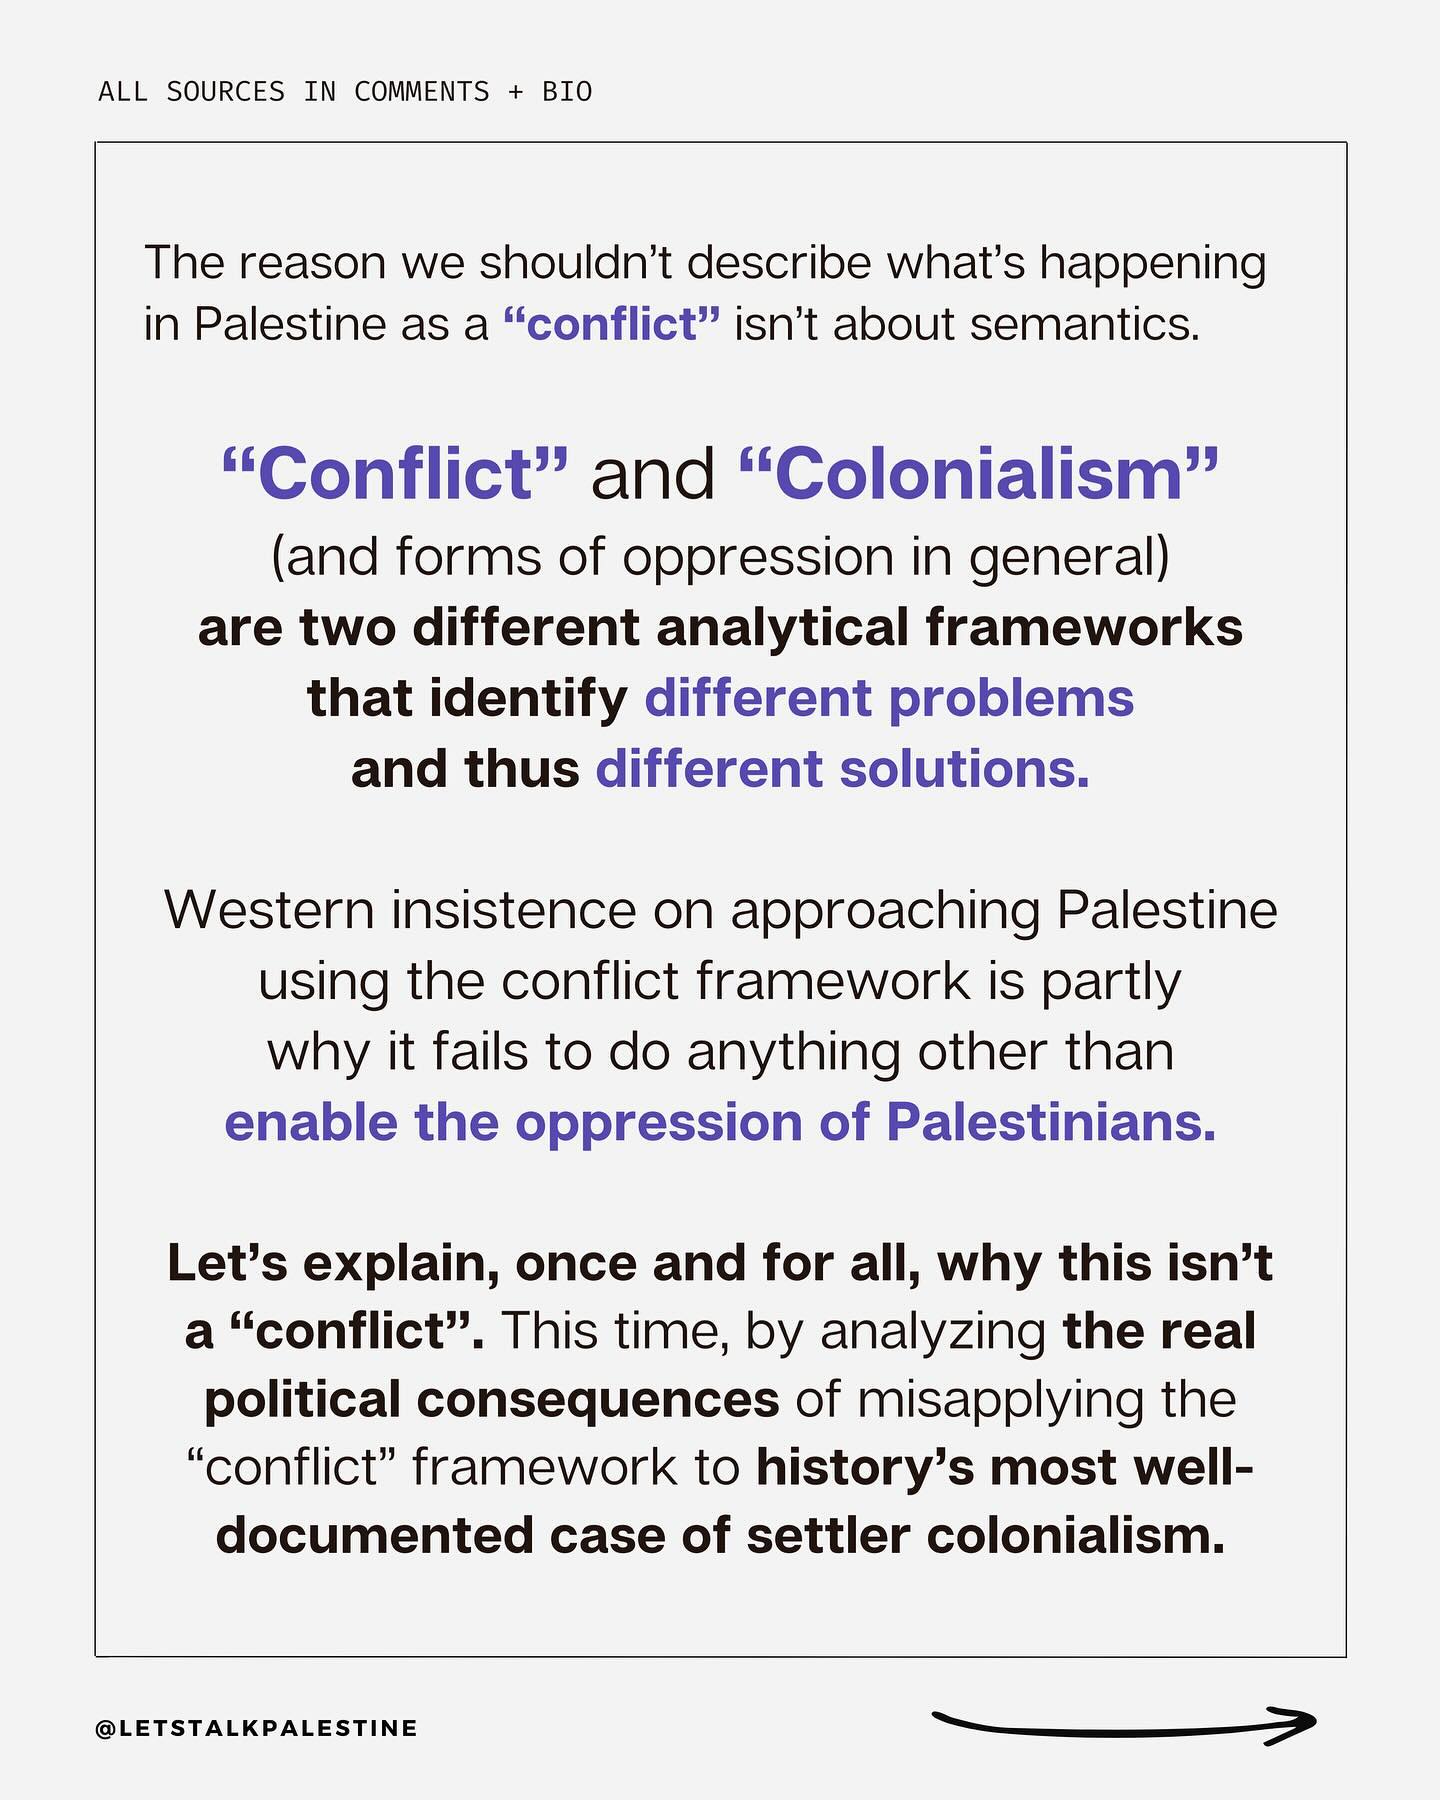 ALL SOURCES IN COMMENTS + BIO
The reason we shouldn’t describe what’s happening
in Palestine as a “conflict” isn’t about semantics.
“Conflict” and “Colonialism”
(and forms of oppression in general)
are two different analytical frameworks
that identify different problems
and thus different solutions.
Western insistence on approaching Palestine
using the conflict framework is partly
why it fails to do anything other than
enable the oppression of Palestinians.
Let’s explain, once and for all, why this isn’t
a “conflict”. This time, by analyzing the real
political consequences of misapplying the
“conflict” framework to history’s most well-
documented case of settler colonialism.
@LETSTALKPALESTINE